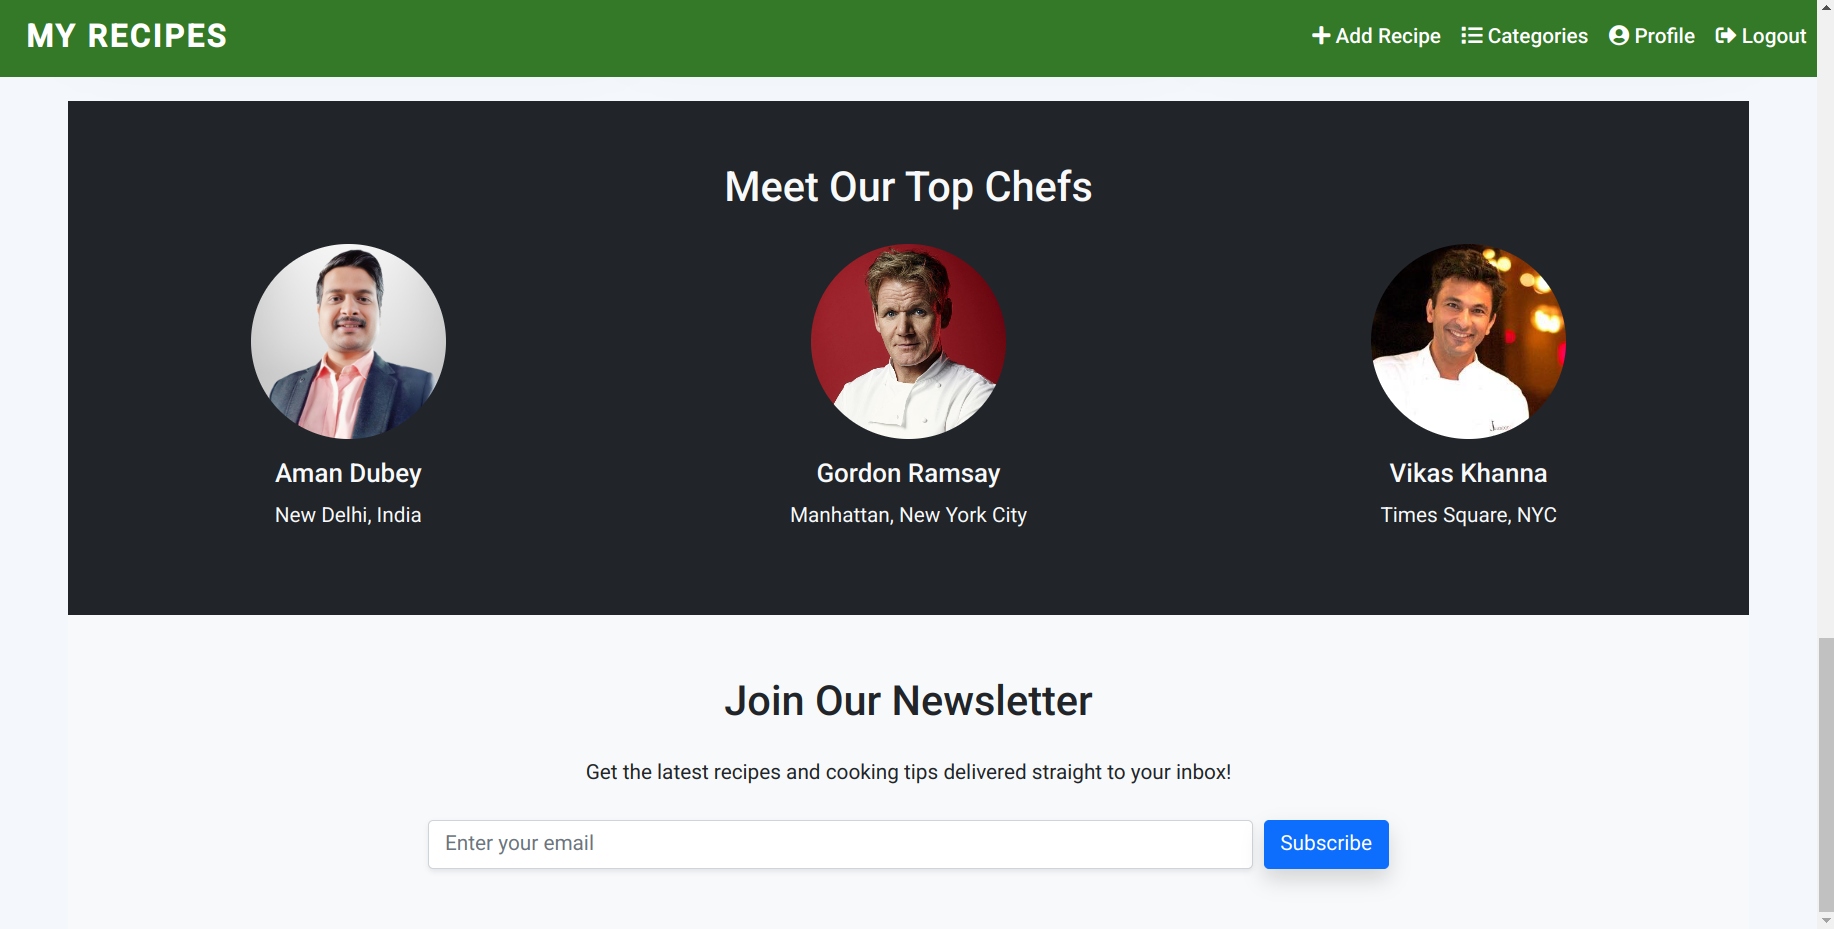 MY RECIPES
Add Recipe Categories Profile Logout
Meet Our Top Chefs
Aman Dubey Gordon Ramsay Vikas Khanna
New Delhi, India Manhattan, New York City Times Square, NYC
Join Our Newsletter
Get the latest recipes and cooking tips delivered straight to your inbox!
Enter your email Subscribe